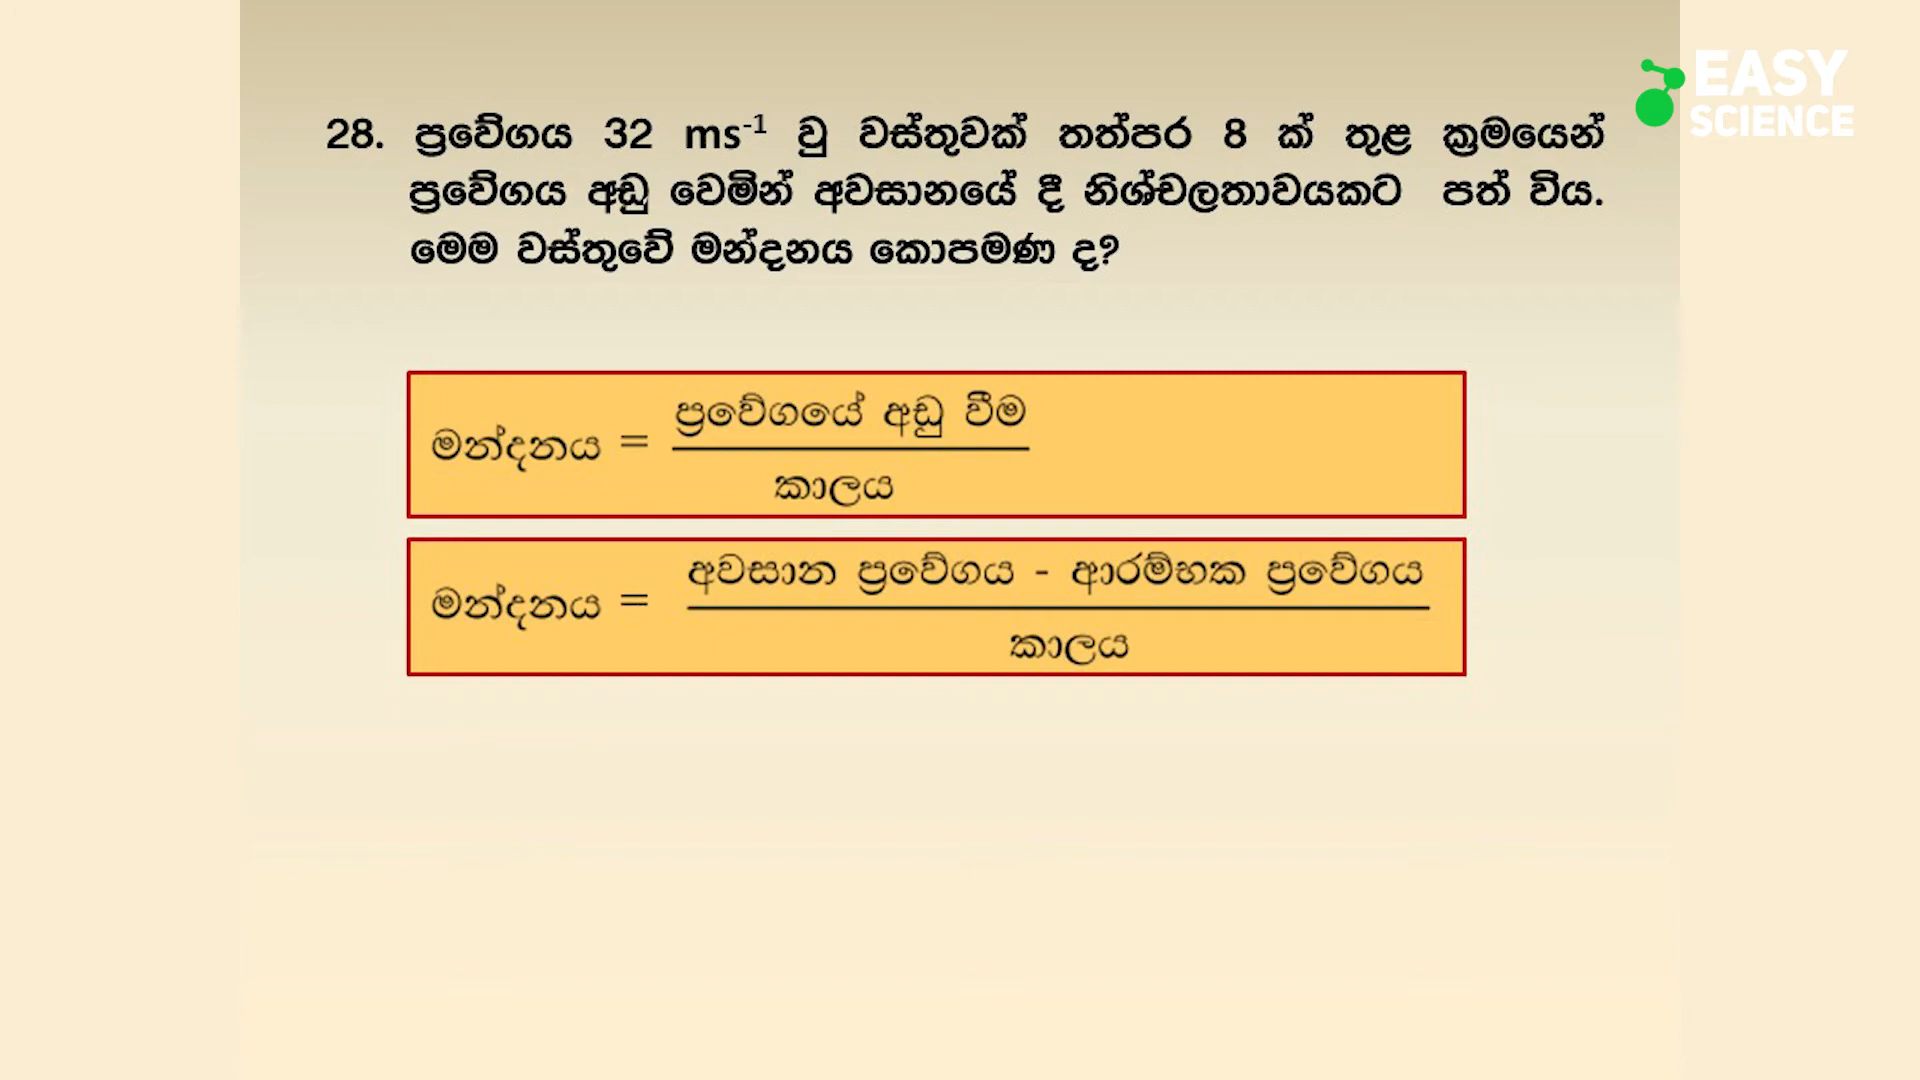 EASY
SCIENCE
28. ප්‍රවේගය 32 ms⁻¹ වූ වස්තුවක් තත්පර 8 ක් තුළ ක්‍රමයෙන්
ප්‍රවේගය අඩු වෙමින් අවසානයේ දී නිශ්චලතාවයකට පත් විය.
මෙම වස්තුවේ මන්දනය කොපමණ ද?
ප්‍රවේගයේ අඩු වීම
මන්දනය =
කාලය
අවසාන ප්‍රවේගය - ආරම්භක ප්‍රවේගය
මන්දනය =
කාලය